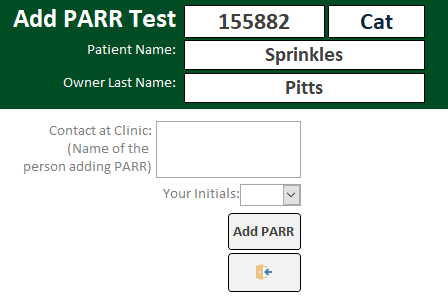 Add PARR Test 155882 Cat
Patient Name: Sprinkles
Owner Last Name: Pitts
Contact at Clinic:
(Name of the
person adding PARR)
Your Initials:
Add PARR